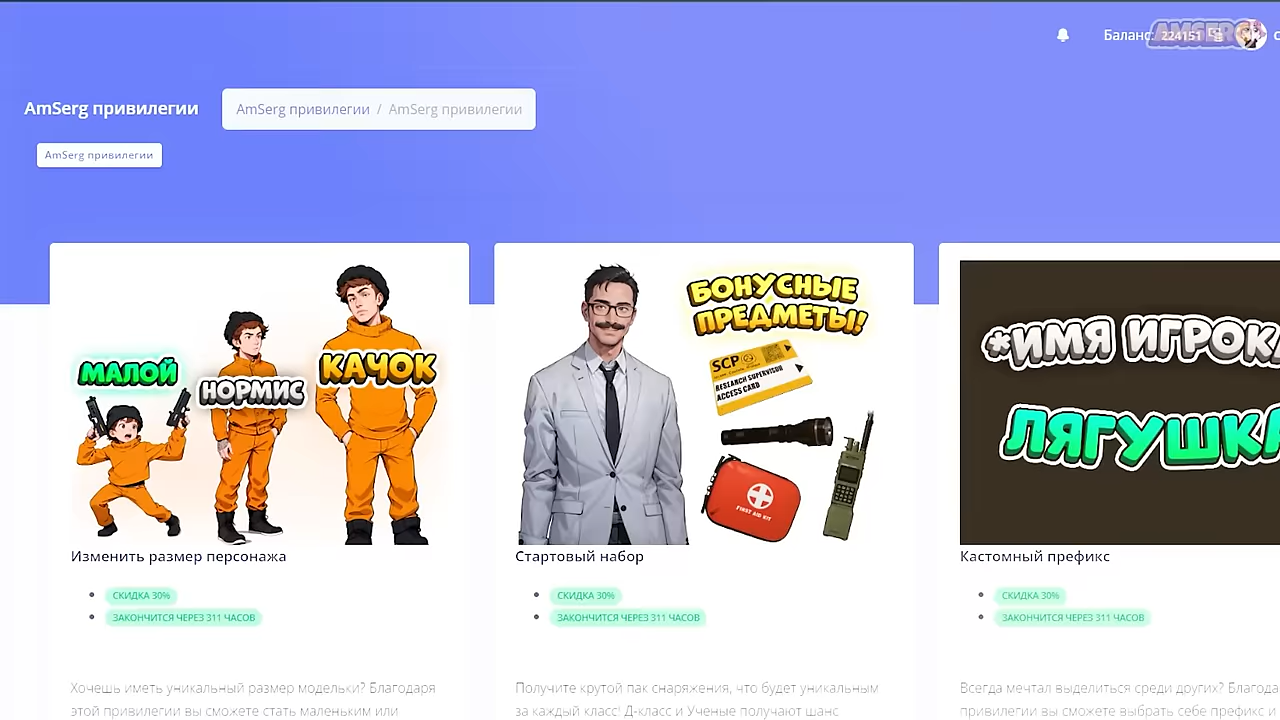 Баланс: 224151
AMSERG
AmSerg привилегии
AmSerg привилегии / AmSerg привилегии
AmSerg привилегии
МАЛОЙ
НОРМИС
КАЧОК
Изменить размер персонажа
СКИДКА 30%
ЗАКОНЧИТСЯ ЧЕРЕЗ 311 ЧАСОВ
Хочешь иметь уникальный размер модельки? Благодаря
этой привилегии вы сможете стать маленьким или
БОНУСНЫЕ
ПРЕДМЕТЫ!
SCP
RESEARCH SUPERVISOR
ACCESS CARD
FIRST AID KIT
Стартовый набор
СКИДКА 30%
ЗАКОНЧИТСЯ ЧЕРЕЗ 311 ЧАСОВ
Получите крутой пак снаряжения, что будет уникальным
за каждый класс! Д-класс и Ученые получают шанс
*ИМЯ ИГРОКА
ЛЯГУШКА
Кастомный префикс
СКИДКА 30%
ЗАКОНЧИТСЯ ЧЕРЕЗ 311 ЧАСОВ
Всегда мечтал выделиться среди других? Благода
привилегии вы сможете выбрать себе префикс и